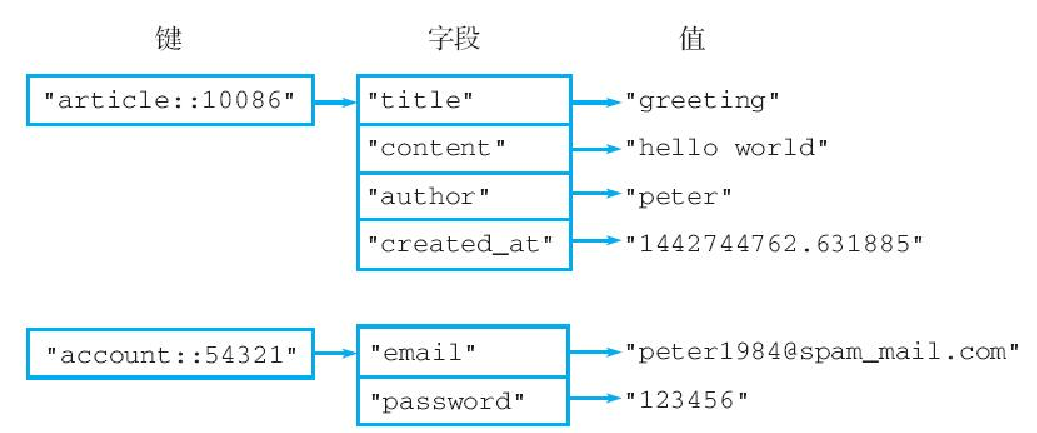 键 字段 值
"article::10086" "title" "greeting"
"content" "hello world"
"author" "peter"
"created_at" "1442744762.631885"
"account::54321" "email" "peter1984@spam_mail.com"
"password" "123456"